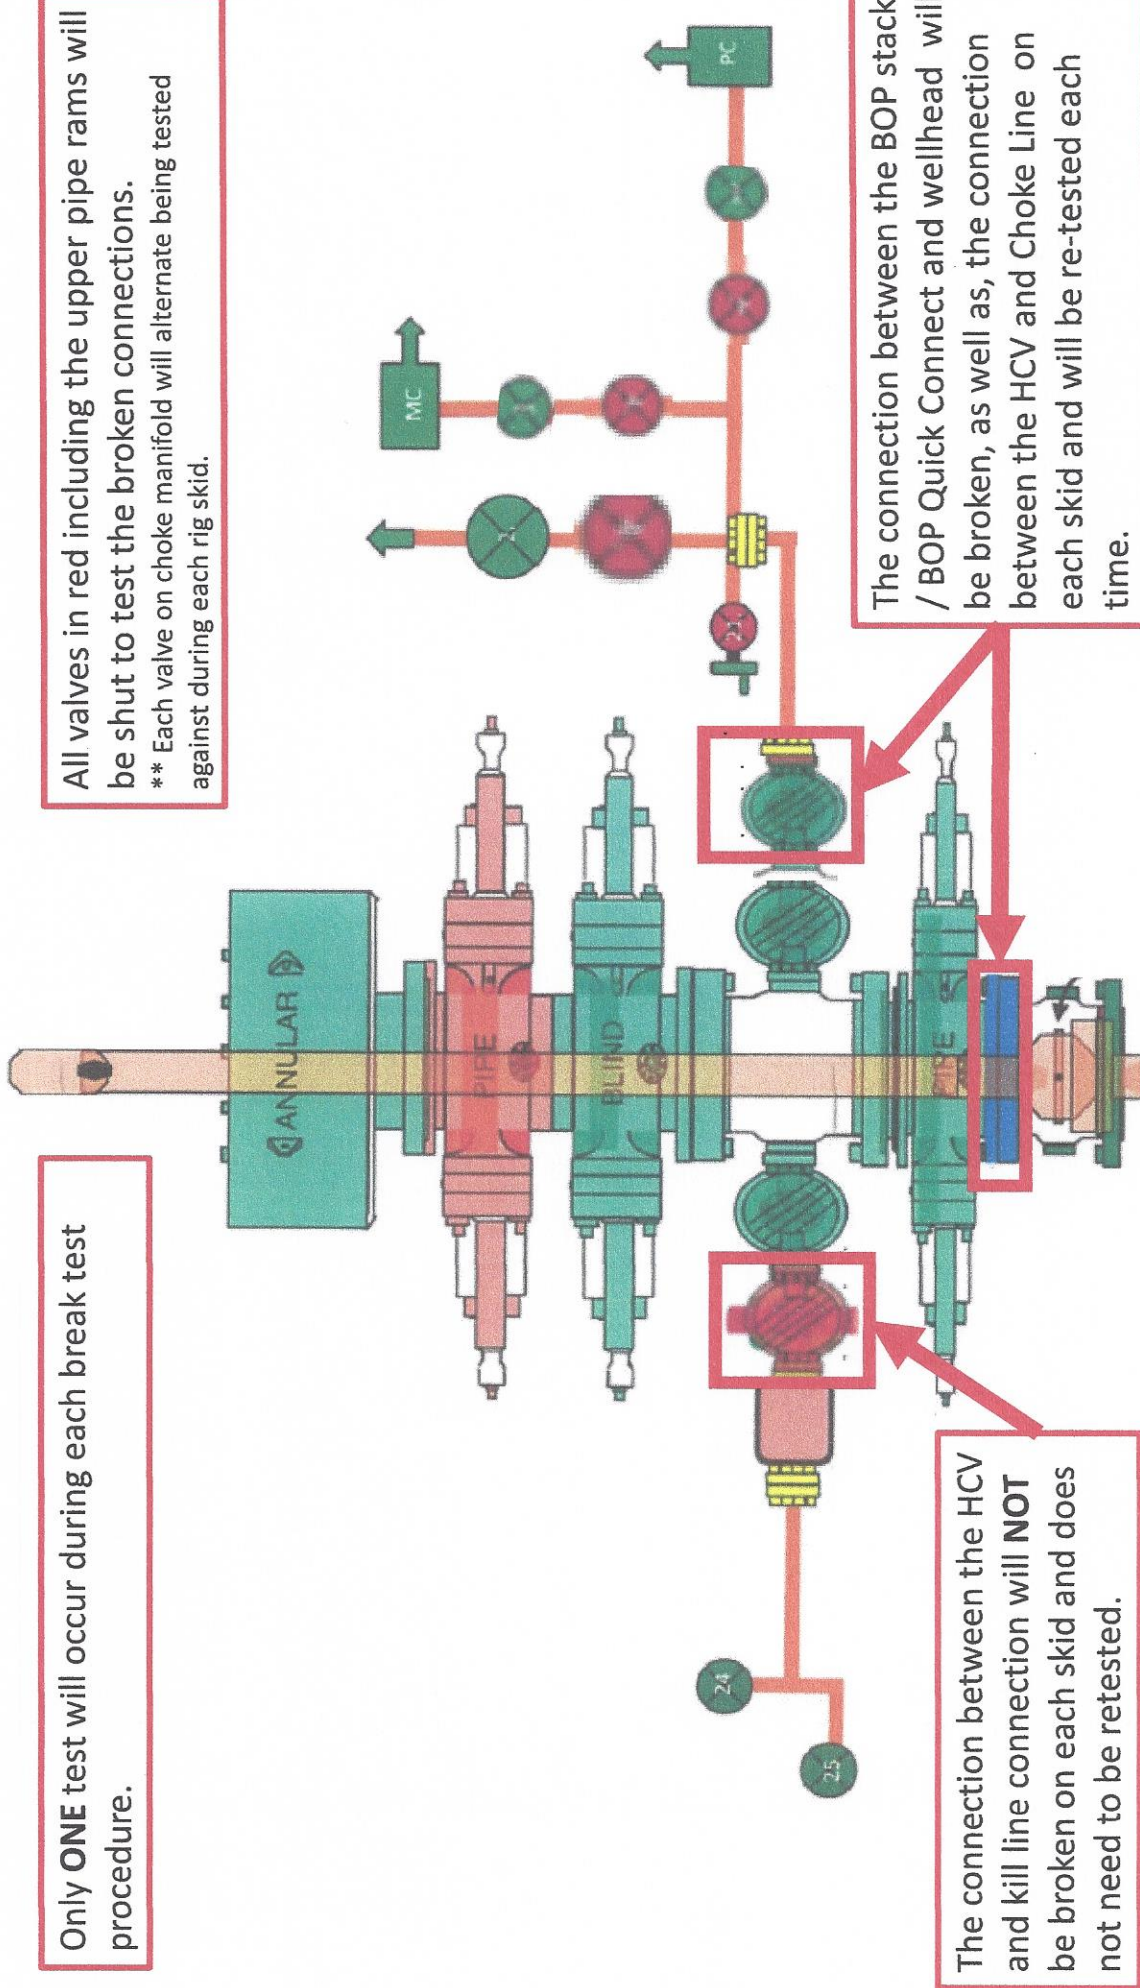 Only ONE test will occur during each break test
procedure.
All valves in red including the upper pipe rams will
be shut to test the broken connections.
** Each valve on choke manifold will alternate being tested
against during each rig skid.
ANNULAR
PIPE
BLIND
PIPE
MC
PC
24
25
The connection between the HCV
and kill line connection will NOT
be broken on each skid and does
not need to be retested.
The connection between the BOP stack
/ BOP Quick Connect and wellhead will
be broken, as well as, the connection
between the HCV and Choke Line on
each skid and will be re-tested each
time.